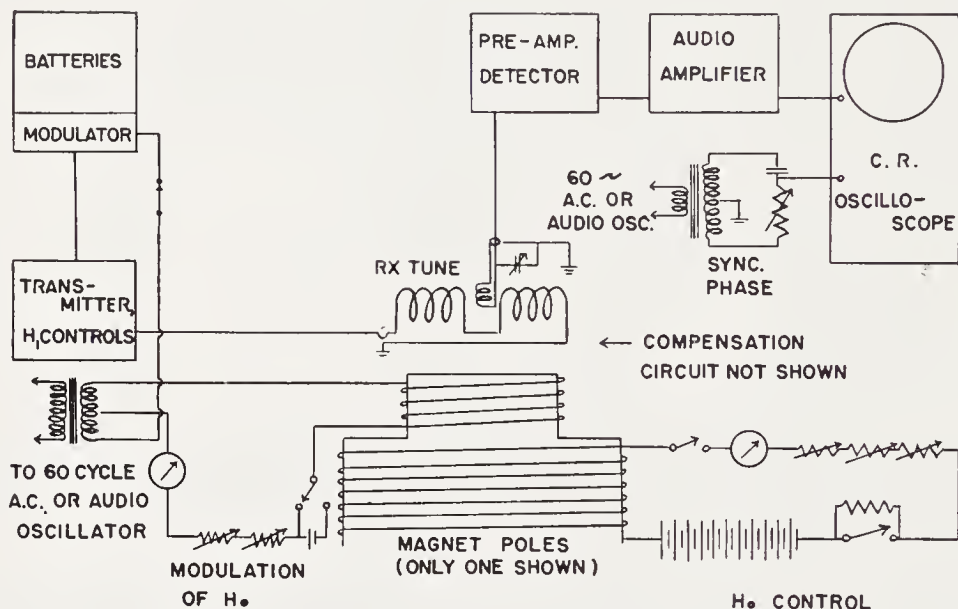 BATTERIES
MODULATOR
PRE-AMP.
DETECTOR
AUDIO
AMPLIFIER
C. R.
OSCILLO-
SCOPE
60 ~
A.C. OR
AUDIO OSC.
SYNC.
PHASE
RX TUNE
TRANS-
MITTER,
H₁ CONTROLS
← COMPENSATION
CIRCUIT NOT SHOWN
TO 60 CYCLE
A.C. OR AUDIO
OSCILLATOR
MODULATION
OF H₀
MAGNET POLES
(ONLY ONE SHOWN)
H₀ CONTROL